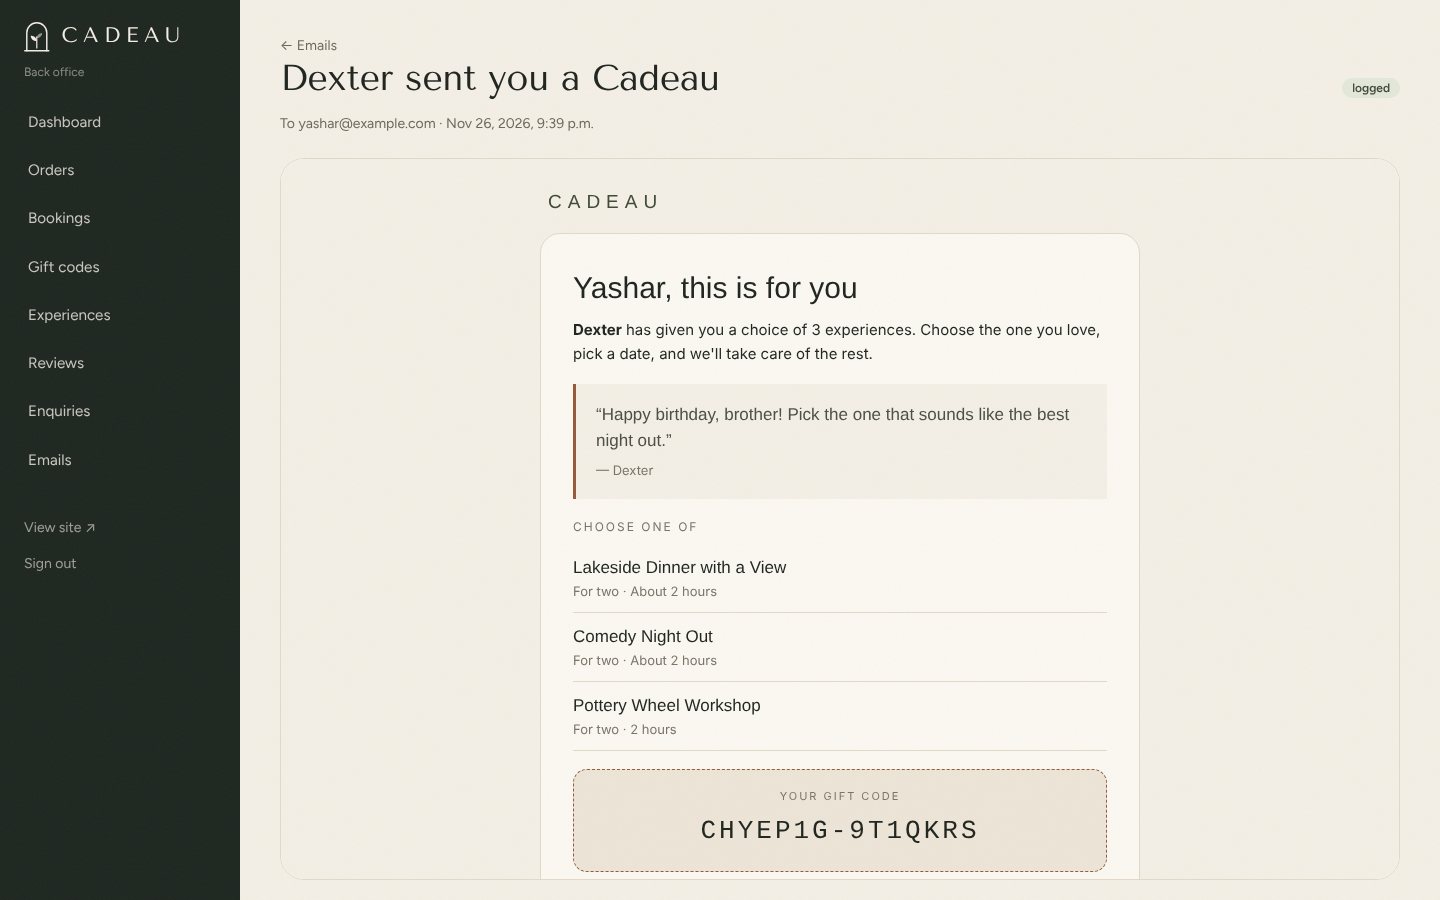 CADEAU
Back office
Dashboard
Orders
Bookings
Gift codes
Experiences
Reviews
Enquiries
Emails
View site ↗
Sign out
← Emails
Dexter sent you a Cadeau
logged
To yashar@example.com · Nov 26, 2026, 9:39 p.m.
CADEAU
Yashar, this is for you
Dexter has given you a choice of 3 experiences. Choose the one you love,
pick a date, and we'll take care of the rest.
“Happy birthday, brother! Pick the one that sounds like the best
night out.”
— Dexter
CHOOSE ONE OF
Lakeside Dinner with a View
For two · About 2 hours
Comedy Night Out
For two · About 2 hours
Pottery Wheel Workshop
For two · 2 hours
YOUR GIFT CODE
CHYEP1G-9T1QKRS